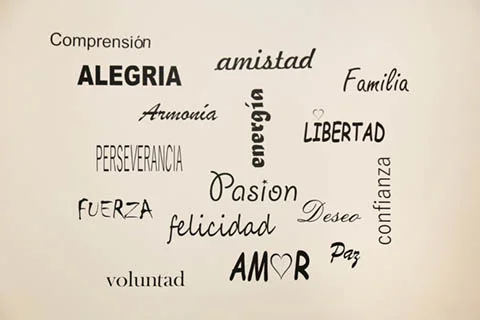 Comprensión
ALEGRIA
amistad
Familia
Armonía
energía
LIBERTAD
PERSEVERANCIA
confianza
Pasion
FUERZA
felicidad
Deseo
AMOR
Paz
voluntad